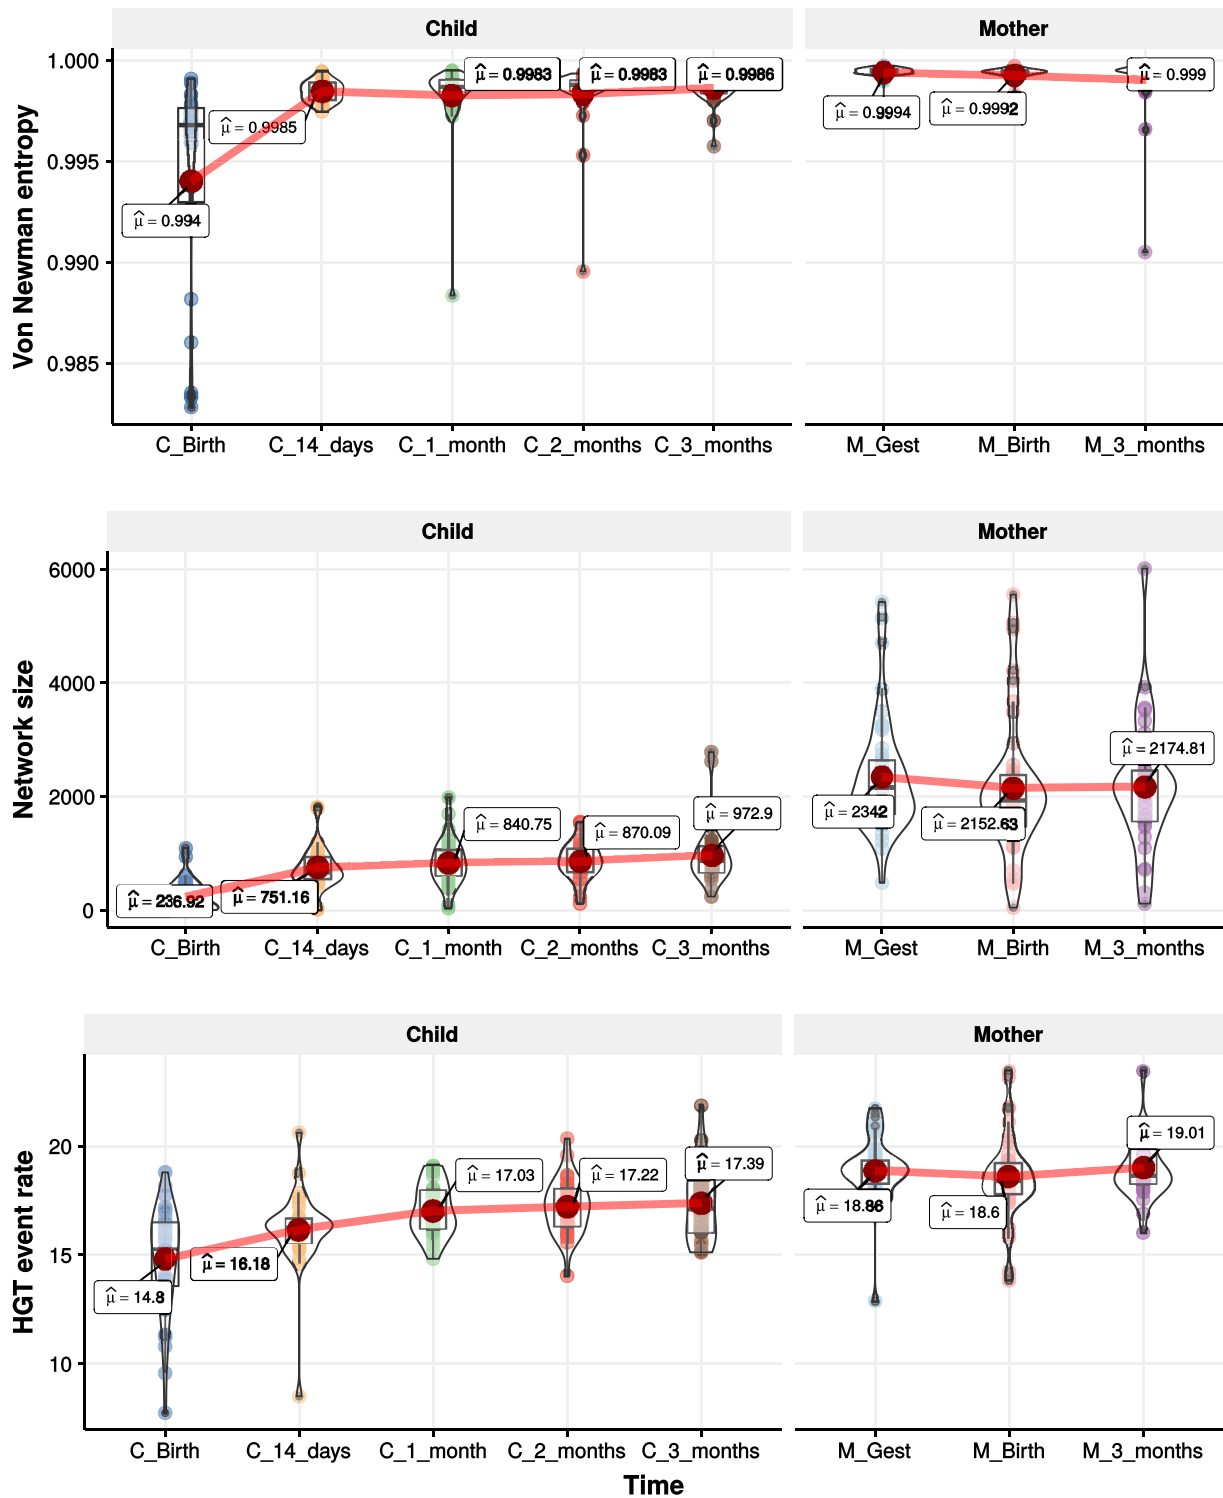 Child Mother
Von Newman entropy
1.000
0.995
0.990
0.985
μ̂ = 0.994
μ̂ = 0.9985
μ̂ = 0.9983
μ̂ = 0.9983
μ̂ = 0.9986
μ̂ = 0.9994
μ̂ = 0.9992
μ̂ = 0.999
C_Birth C_14_days C_1_month C_2_months C_3_months M_Gest M_Birth M_3_months
Child Mother
Network size
6000
4000
2000
0
μ̂ = 236.92
μ̂ = 751.16
μ̂ = 840.75
μ̂ = 870.09
μ̂ = 972.9
μ̂ = 2342
μ̂ = 2152.63
μ̂ = 2174.81
C_Birth C_14_days C_1_month C_2_months C_3_months M_Gest M_Birth M_3_months
Child Mother
HGT event rate
20
15
10
μ̂ = 14.8
μ̂ = 16.18
μ̂ = 17.03
μ̂ = 17.22
μ̂ = 17.39
μ̂ = 18.86
μ̂ = 18.6
μ̂ = 19.01
C_Birth C_14_days C_1_month C_2_months C_3_months M_Gest M_Birth M_3_months
Time